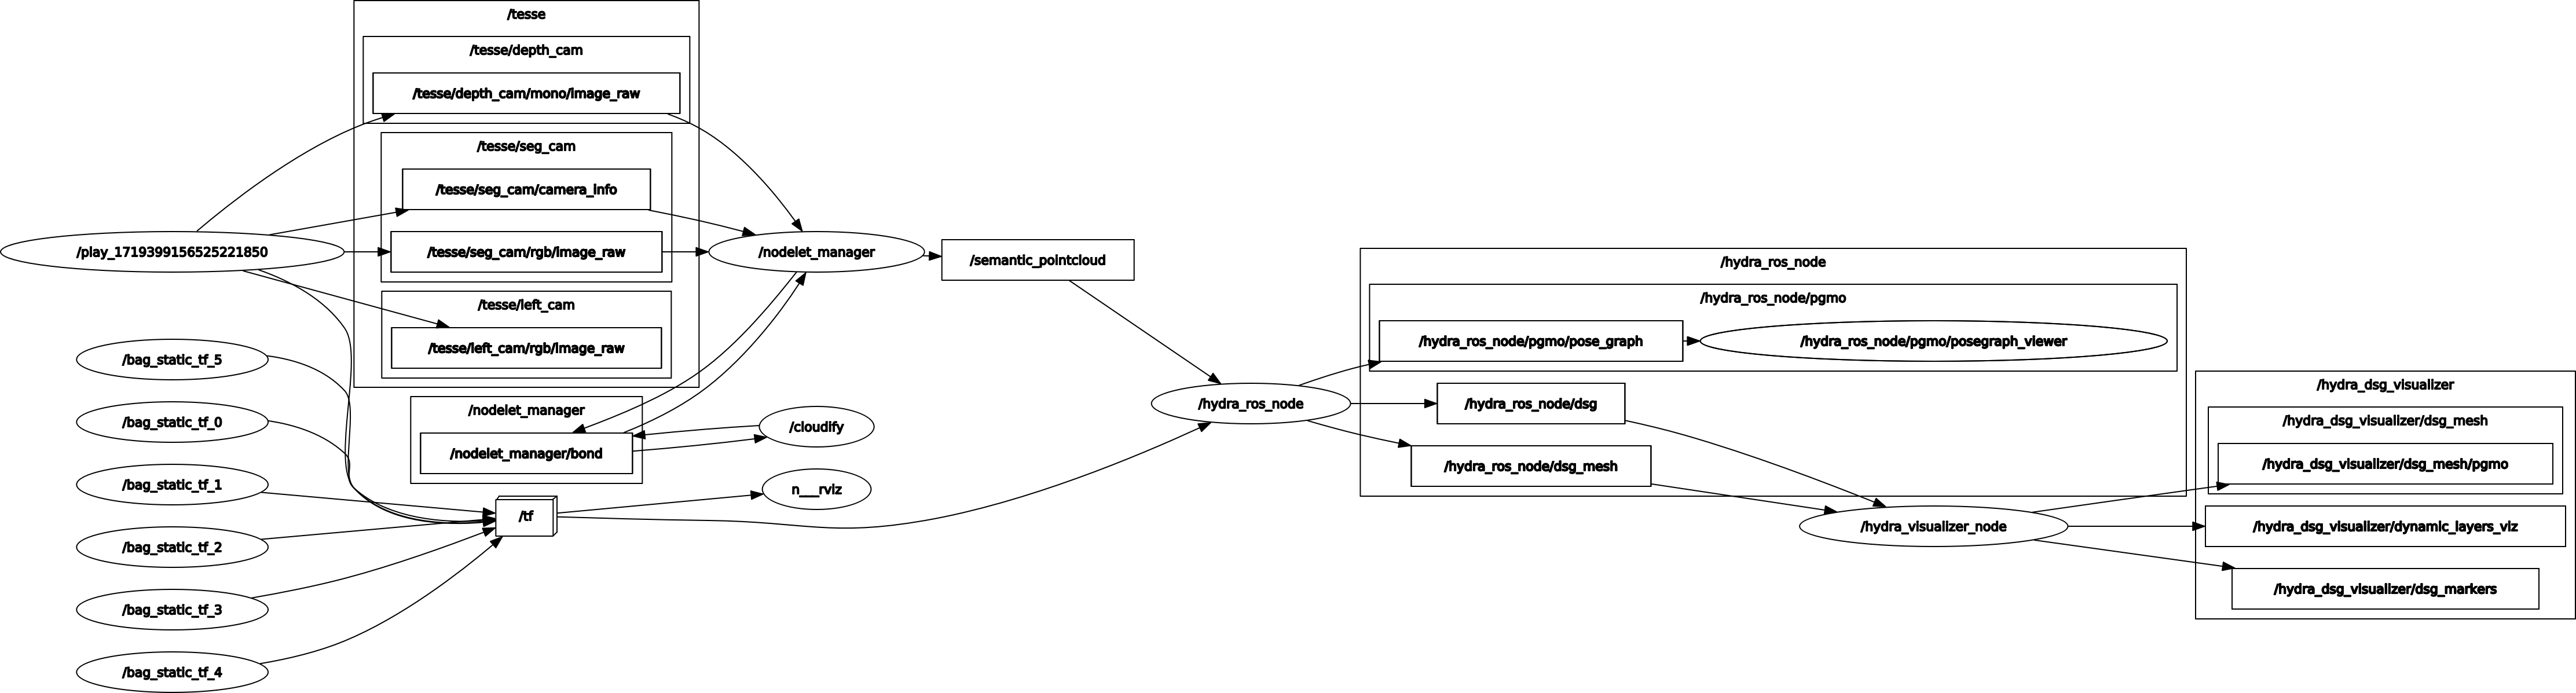 /tesse
/tesse/depth_cam
/tesse/depth_cam/mono/image_raw
/tesse/seg_cam
/tesse/seg_cam/camera_info
/tesse/seg_cam/rgb/image_raw
/tesse/left_cam
/tesse/left_cam/rgb/image_raw
/play_1719399156525221850
/nodelet_manager
/semantic_pointcloud
/bag_static_tf_5
/bag_static_tf_0
/bag_static_tf_1
/bag_static_tf_2
/bag_static_tf_3
/bag_static_tf_4
/nodelet_manager
/nodelet_manager/bond
/cloudify
n___rviz
/tf
/hydra_ros_node
/hydra_ros_node
/hydra_ros_node/pgmo
/hydra_ros_node/pgmo/pose_graph
/hydra_ros_node/pgmo/posegraph_viewer
/hydra_ros_node/dsg
/hydra_ros_node/dsg_mesh
/hydra_visualizer_node
/hydra_dsg_visualizer
/hydra_dsg_visualizer/dsg_mesh
/hydra_dsg_visualizer/dsg_mesh/pgmo
/hydra_dsg_visualizer/dynamic_layers_viz
/hydra_dsg_visualizer/dsg_markers